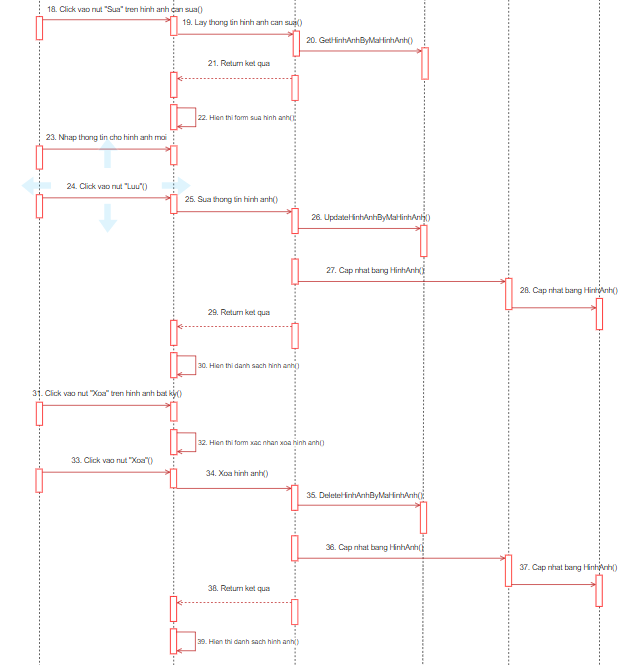 18. Click vao nut "Sua" tren hinh anh can sua()
19. Lay thong tin hinh anh can sua()
20. GetHinhAnhByMaHinhAnh()
21. Return ket qua
22. Hien thi form sua hinh anh()
23. Nhap thong tin cho hinh anh moi
24. Click vao nut "Luu"()
25. Sua thong tin hinh anh()
26. UpdateHinhAnhByMaHinhAnh()
27. Cap nhat bang HinhAnh()
28. Cap nhat bang HinhAnh()
29. Return ket qua
30. Hien thi danh sach hinh anh()
31. Click vao nut "Xoa" tren hinh anh bat ky()
32. Hien thi form xac nhan xoa hinh anh()
33. Click vao nut "Xoa"()
34. Xoa hinh anh()
35. DeleteHinhAnhByMaHinhAnh()
36. Cap nhat bang HinhAnh()
37. Cap nhat bang HinhAnh()
38. Return ket qua
39. Hien thi danh sach hinh anh()